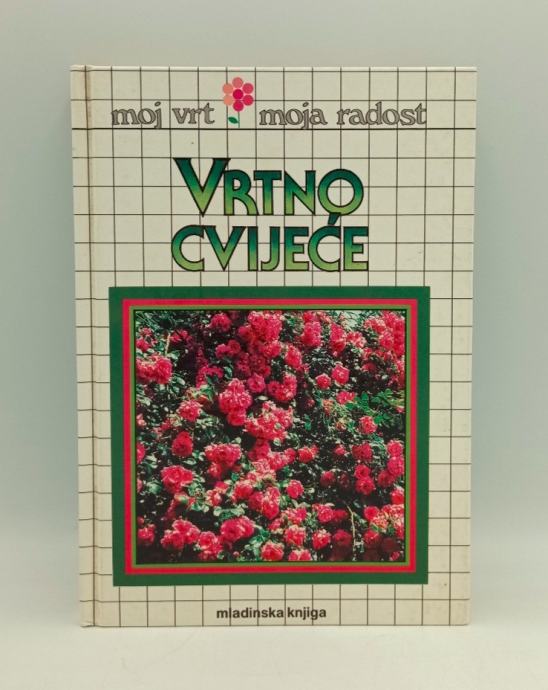 moj vrt moja radost
VRTNO
CVIJEĆE
mladinska knjiga